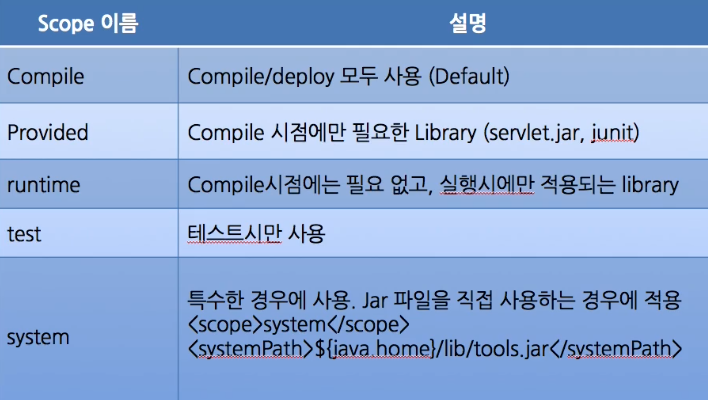 Scope 이름 설명
Compile Compile/deploy 모두 사용 (Default)
Provided Compile 시점에만 필요한 Library (servlet.jar, junit)
runtime Compile시점에는 필요 없고, 실행시에만 적용되는 library
test 테스트시만 사용
system 특수한 경우에 사용. Jar 파일을 직접 사용하는 경우에 적용
<scope>system</scope>
<systemPath>${java.home}/lib/tools.jar</systemPath>